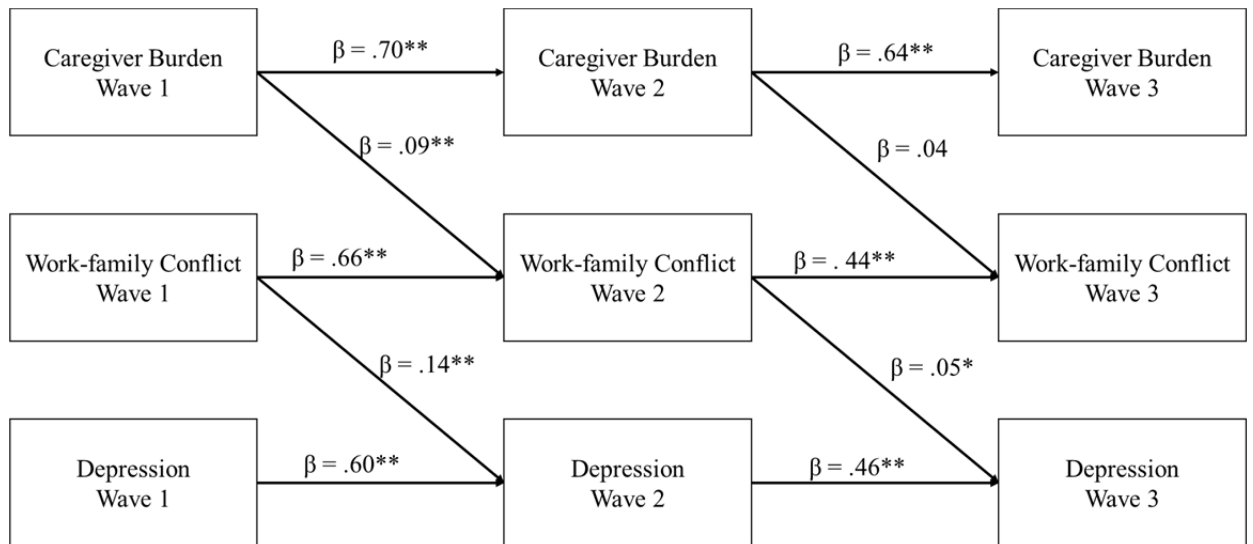 β = .70**
β = .64**
Caregiver Burden
Wave 1
Caregiver Burden
Wave 2
Caregiver Burden
Wave 3
β = .09**
β = .04
β = .66**
β = . 44**
Work-family Conflict
Wave 1
Work-family Conflict
Wave 2
Work-family Conflict
Wave 3
β = .14**
β = .05*
β = .60**
β = .46**
Depression
Wave 1
Depression
Wave 2
Depression
Wave 3